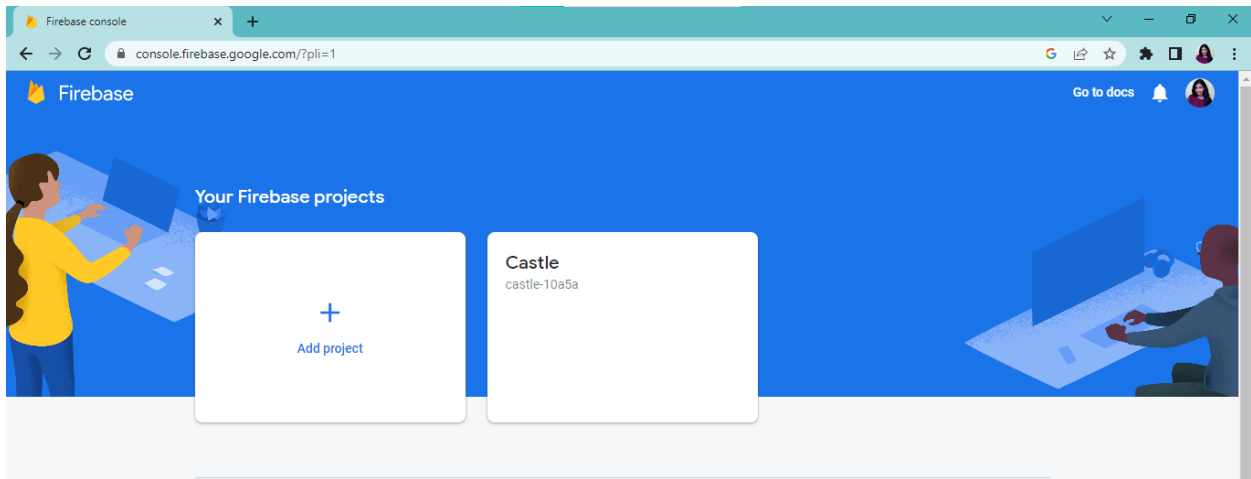 Firebase console
console.firebase.google.com/?pli=1
Firebase
Go to docs
Your Firebase projects
Add project
Castle
castle-10a5a